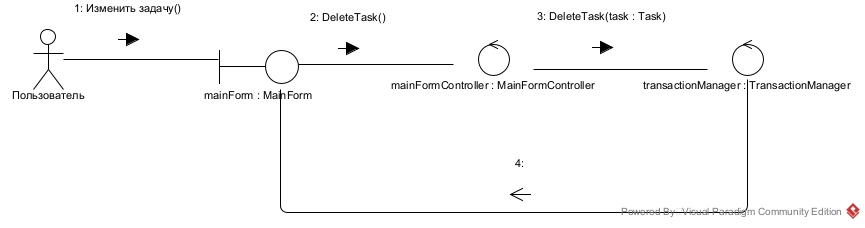 1: Изменить задачу()
2: DeleteTask()
3: DeleteTask(task : Task)
Пользователь
mainForm : MainForm
mainFormController : MainFormController
transactionManager : TransactionManager
4:
Powered By Visual Paradigm Community Edition